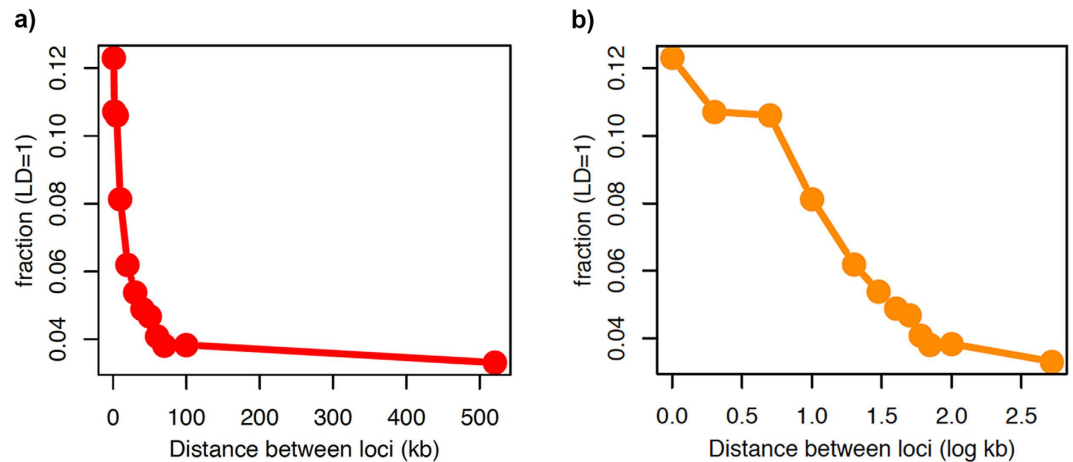 a)
fraction (LD=1)
0.12
0.10
0.08
0.06
0.04
0 100 200 300 400 500
Distance between loci (kb)
b)
fraction (LD=1)
0.12
0.10
0.08
0.06
0.04
0.0 0.5 1.0 1.5 2.0 2.5
Distance between loci (log kb)